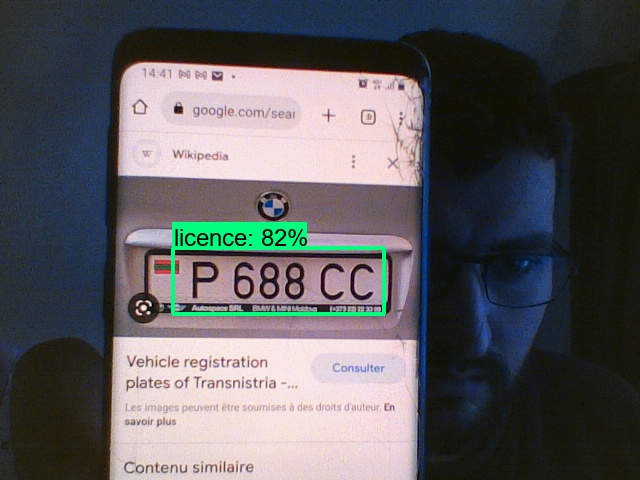 14:41
google.com/sear
Wikipedia
licence: 82%
P 688 CC
Autospace SRL BMW & MINI Moldova
Vehicle registration
plates of Transnistria -...
Consulter
Les images peuvent être soumises à des droits d'auteur. En
savoir plus
Contenu similaire